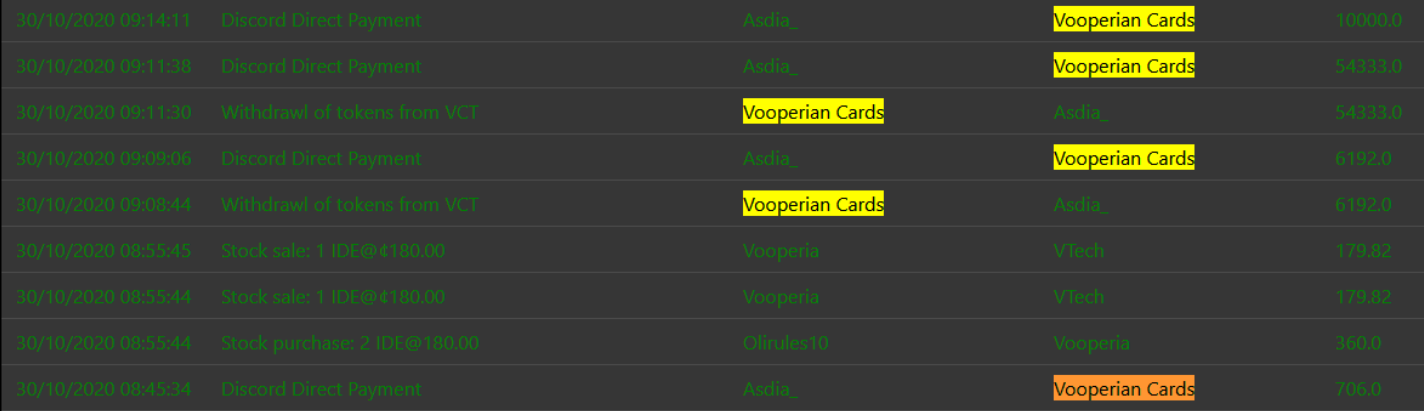 30/10/2020 09:14:11 Discord Direct Payment Asdia_ Vooperian Cards 10000.0
30/10/2020 09:11:38 Discord Direct Payment Asdia_ Vooperian Cards 54333.0
30/10/2020 09:11:30 Withdrawl of tokens from VCT Vooperian Cards Asdia_ 54333.0
30/10/2020 09:09:06 Discord Direct Payment Asdia_ Vooperian Cards 6192.0
30/10/2020 09:08:44 Withdrawl of tokens from VCT Vooperian Cards Asdia_ 6192.0
30/10/2020 08:55:45 Stock sale: 1 IDE@¢180.00 Vooperia VTech 179.82
30/10/2020 08:55:44 Stock sale: 1 IDE@¢180.00 Vooperia VTech 179.82
30/10/2020 08:55:44 Stock purchase: 2 IDE@180.00 Olirules10 Vooperia 360.0
30/10/2020 08:45:34 Discord Direct Payment Asdia_ Vooperian Cards 706.0